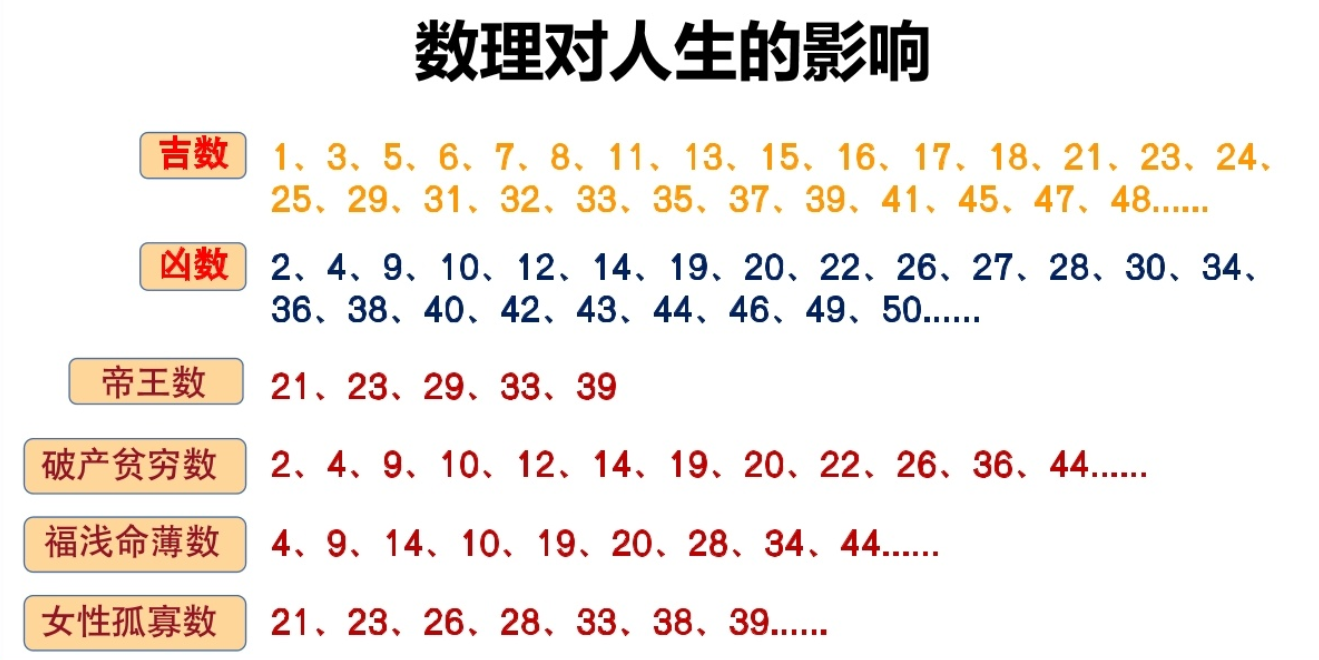 数理对人生的影响
吉数 1、3、5、6、7、8、11、13、15、16、17、18、21、23、24、
25、29、31、32、33、35、37、39、41、45、47、48......
凶数 2、4、9、10、12、14、19、20、22、26、27、28、30、34、
36、38、40、42、43、44、46、49、50......
帝王数 21、23、29、33、39
破产贫穷数 2、4、9、10、12、14、19、20、22、26、36、44......
福浅命薄数 4、9、14、10、19、20、28、34、44......
女性孤寡数 21、23、26、28、33、38、39......